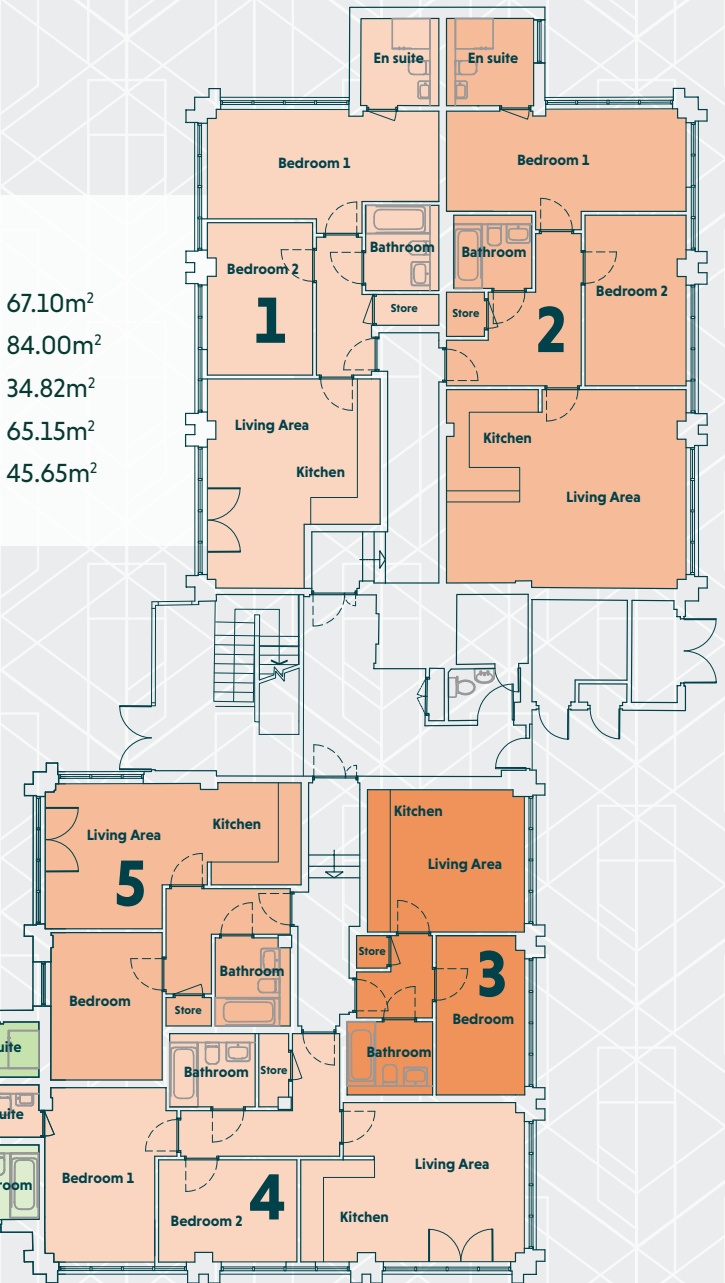 En suite
En suite
Bedroom 1
Bedroom 1
Bathroom
Bathroom
Bedroom 2
Bedroom 2
1
Store
Store
2
67.10m²
84.00m²
34.82m²
65.15m²
45.65m²
Living Area
Kitchen
Kitchen
Living Area
Living Area
Kitchen
5
Kitchen
Living Area
Store
3
Bathroom
Bedroom
Store
Bedroom
Bathroom
uite
Bathroom
Store
uite
Bedroom 1
room
4
Bedroom 2
Living Area
Kitchen